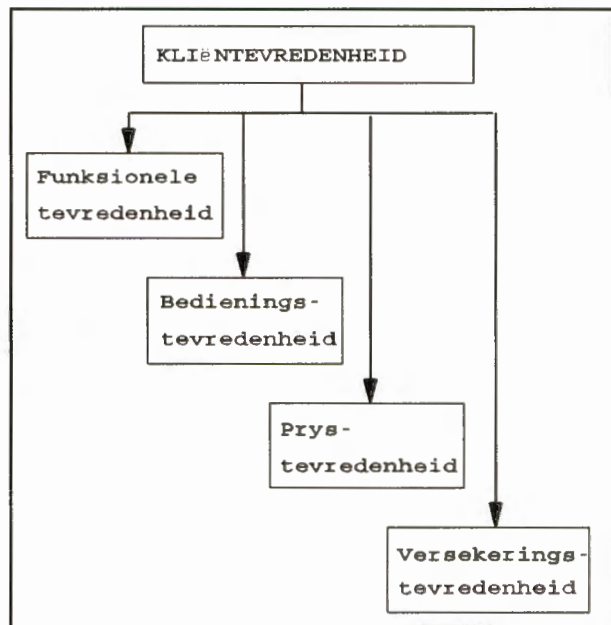 KLIëNTEVREDENHEID
Funksionele
tevredenheid
Bedienings-
tevredenheid
Prys-
tevredenheid
Versekerings-
tevredenheid